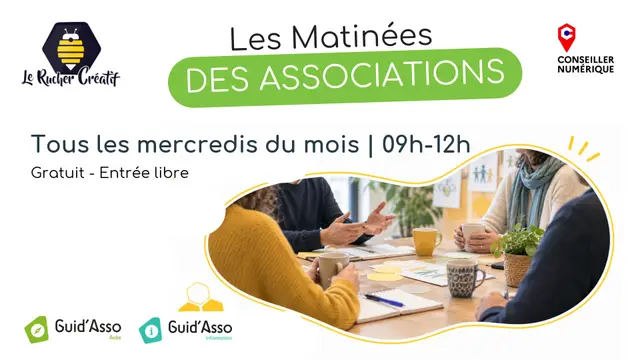 Le Rucher Créatif
Les Matinées
DES ASSOCIATIONS
CONSEILLER
NUMÉRIQUE
Tous les mercredis du mois | 09h-12h
Gratuit - Entrée libre
Guid'Asso
Guid'Asso
Information